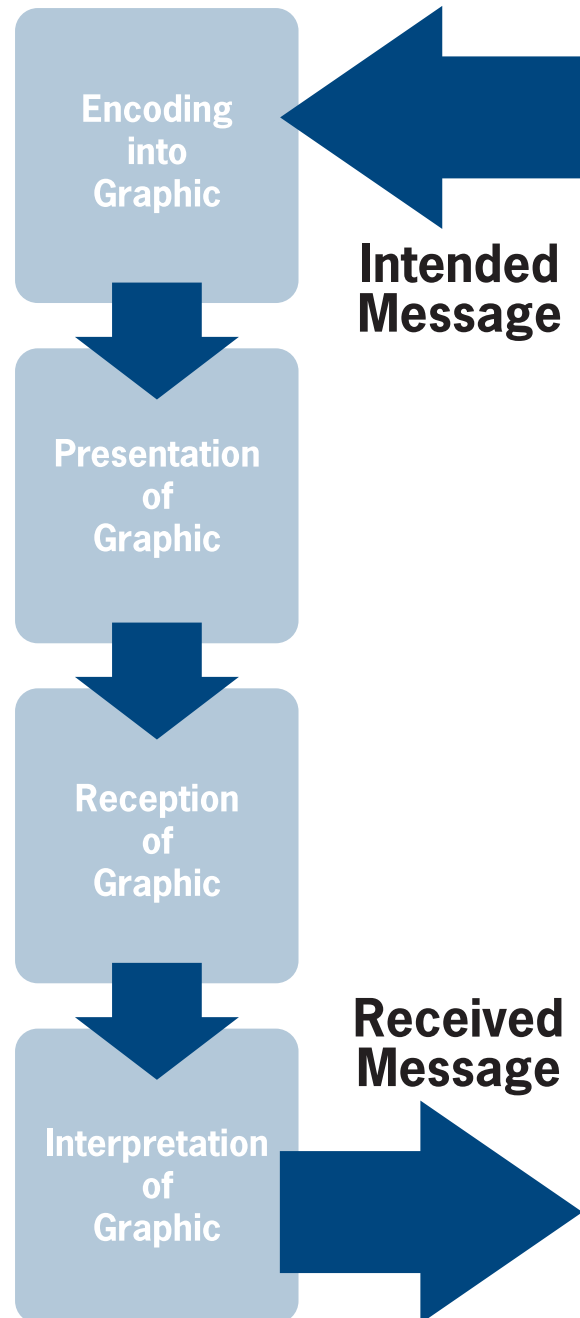 Encoding
into
Graphic
Intended
Message
Presentation
of
Graphic
Reception
of
Graphic
Received
Message
Interpretation
of
Graphic